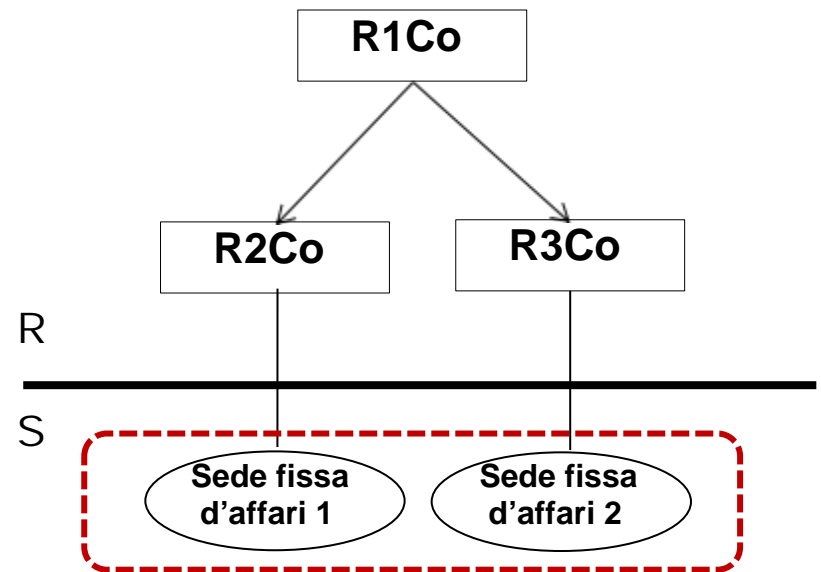 R1Co
R2Co
R3Co
R
S
Sede fissa
d'affari 1
Sede fissa
d'affari 2